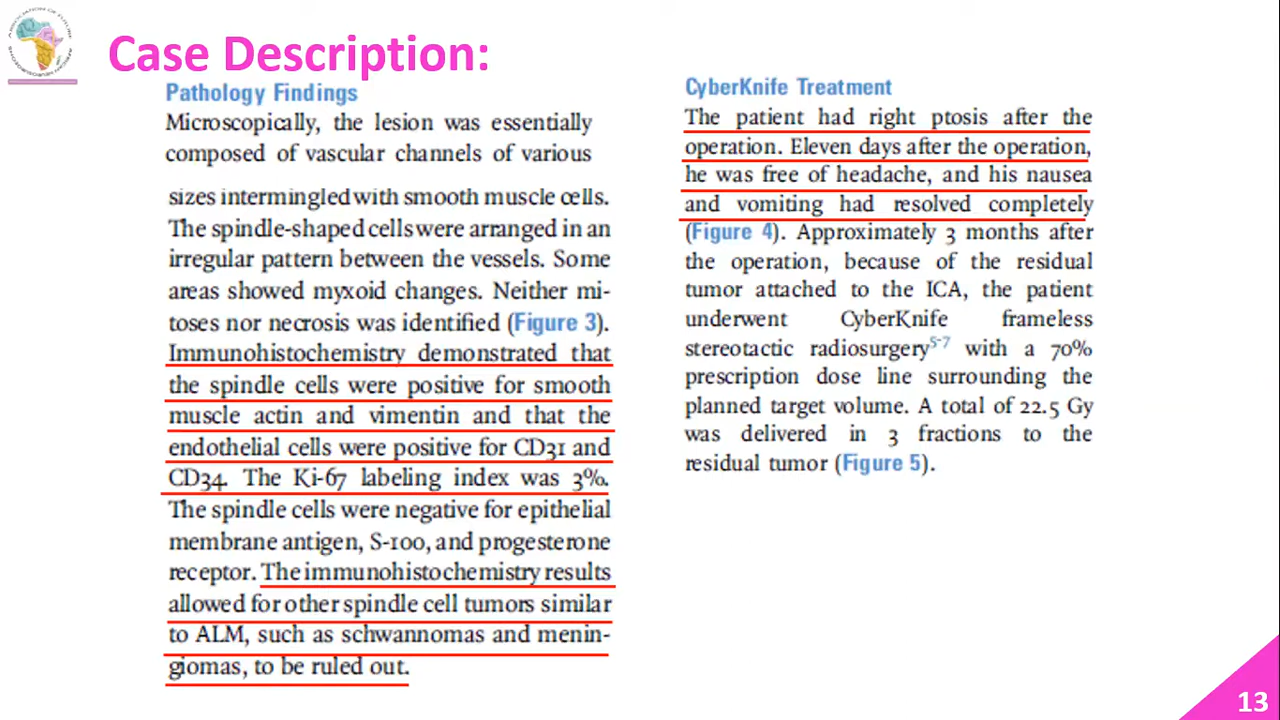 Case Description:
Pathology Findings
Microscopically, the lesion was essentially
composed of vascular channels of various
sizes intermingled with smooth muscle cells.
The spindle-shaped cells were arranged in an
irregular pattern between the vessels. Some
areas showed myxoid changes. Neither mi-
toses nor necrosis was identified (Figure 3).
Immunohistochemistry demonstrated that
the spindle cells were positive for smooth
muscle actin and vimentin and that the
endothelial cells were positive for CD31 and
CD34. The Ki-67 labeling index was 3%.
The spindle cells were negative for epithelial
membrane antigen, S-100, and progesterone
receptor. The immunohistochemistry results
allowed for other spindle cell tumors similar
to ALM, such as schwannomas and menin-
giomas, to be ruled out.
CyberKnife Treatment
The patient had right ptosis after the
operation. Eleven days after the operation,
he was free of headache, and his nausea
and vomiting had resolved completely
(Figure 4). Approximately 3 months after
the operation, because of the residual
tumor attached to the ICA, the patient
underwent CyberKnife frameless
stereotactic radiosurgery5-7 with a 70%
prescription dose line surrounding the
planned target volume. A total of 22.5 Gy
was delivered in 3 fractions to the
residual tumor (Figure 5).
13